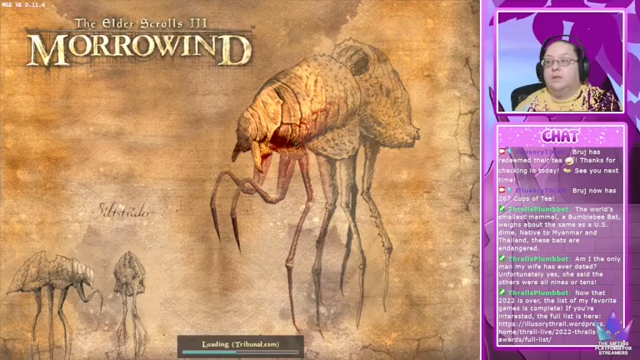 MGE XE 0.11.0
The Elder Scrolls III
MORROWIND
Siltstrider
Loading (Tribunal.esm)
CHAT
Bruj has
redeemed their tea! Thanks for
checking in today! See you next
time!
IllusoryThrall: Bruj now has
267 Cups of Tea!
ThrallsPlumbbot: The world's
smallest mammal, a Bumblebee Bat,
weighs about the same as a U.S.
dime. Native to Myanmar and
Thailand, these bats are
endangered.
ThrallsPlumbbot: Am I the only
man my wife has ever dated?
Unfortunately yes, she said the
others were all nines or tens!
ThrallsPlumbbot: Now that
2022 is over, the list of my favorite
games is complete! If you're
interested, the full list is here:
https://illusorythrall.wordpress.
home/thrall-live/2022-thralls-
awards/full-list/
PLATFORM FOR
STREAMERS